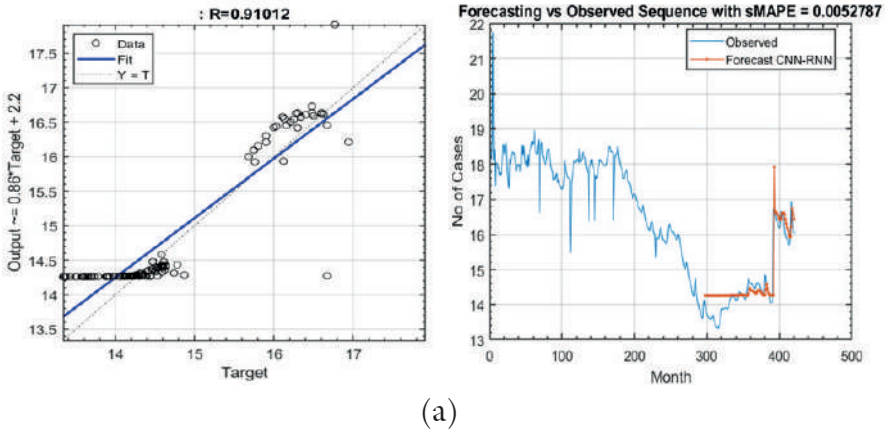 : R=0.91012
Data
Fit
Y = T
Output ~= 0.86*Target + 2.2
17.5
17
16.5
16
15.5
15
14.5
14
13.5
14
15
16
17
Target
Forecasting vs Observed Sequence with sMAPE = 0.0052787
Observed
Forecast CNN-RNN
No of Cases
22
21
20
19
18
17
16
15
14
13
0
100
200
300
400
500
Month
(a)